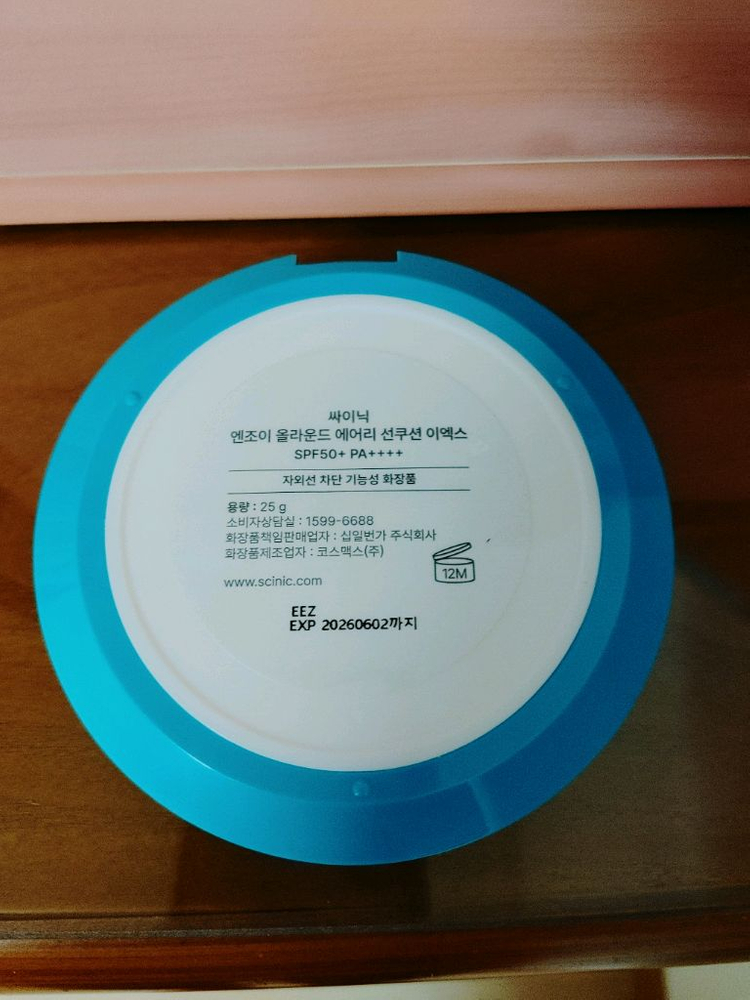 싸이닉
엔조이 올라운드 에어리 선쿠션 이엑스
SPF50+ PA++++
자외선 차단 기능성 화장품
용량 : 25 g
소비자상담실 : 1599-6688
화장품책임판매업자 : 십일번가 주식회사
화장품제조업자 : 코스맥스(주)
12M
www.scinic.com
EEZ
EXP 20260602까지